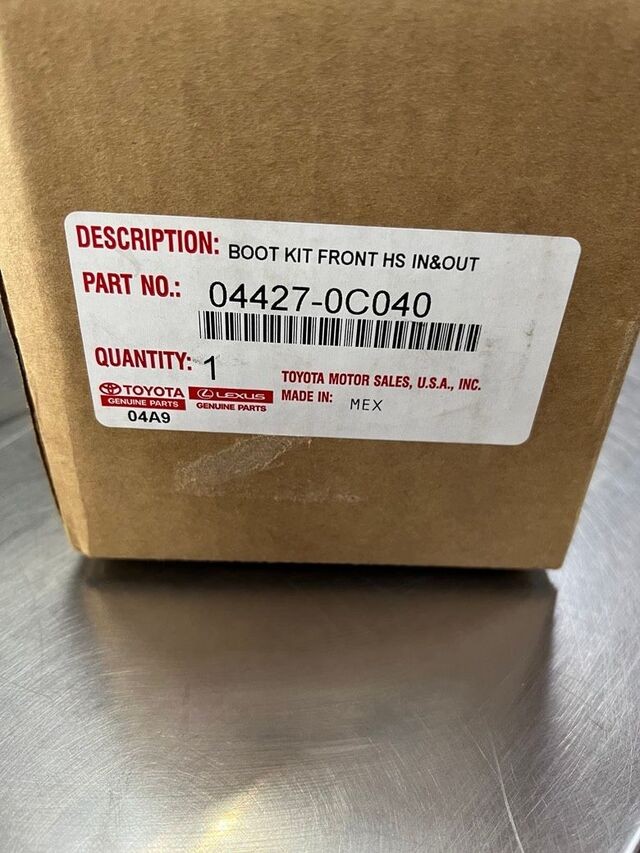 DESCRIPTION: BOOT KIT FRONT HS IN&OUT
PART NO.: 04427-0C040
QUANTITY: 1
TOYOTA LEXUS
GENUINE PARTS GENUINE PARTS
04A9
TOYOTA MOTOR SALES, U.S.A., INC.
MADE IN: MEX